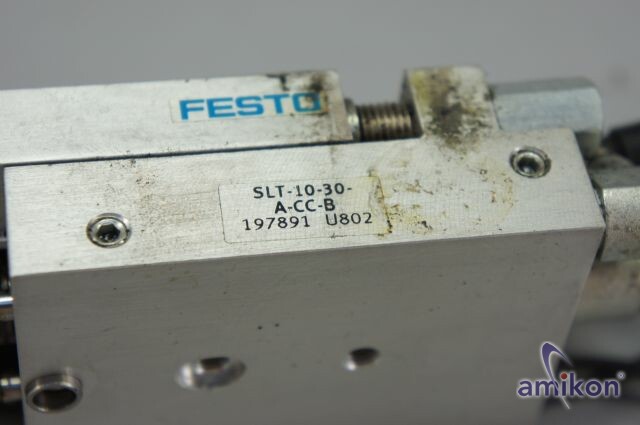 FESTO
SLT-10-30-
A-CC-B
197891 U802
amikon